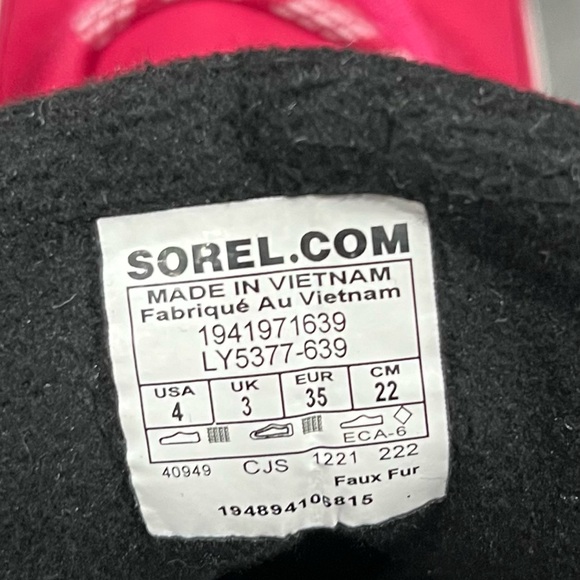 SOREL.COM
MADE IN VIETNAM
Fabriqué Au Vietnam
1941971639
LY5377-639
USA UK EUR CM
4 3 35 22
ECA-6
40949 CJS 1221 222
Faux Fur
194894106815